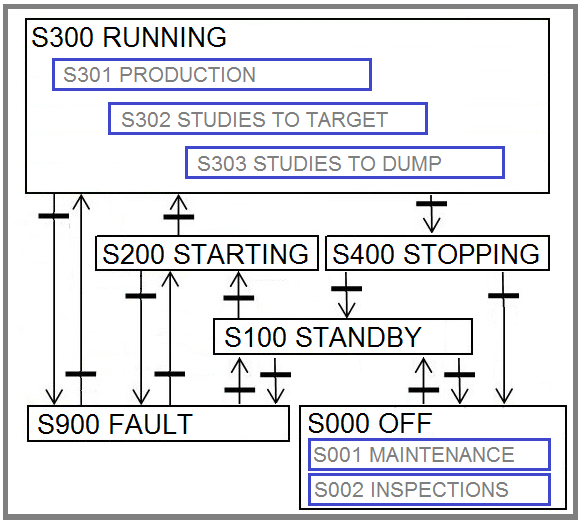 S300 RUNNING
S301 PRODUCTION
S302 STUDIES TO TARGET
S303 STUDIES TO DUMP
S200 STARTING
S400 STOPPING
S100 STANDBY
S900 FAULT
S000 OFF
S001 MAINTENANCE
S002 INSPECTIONS